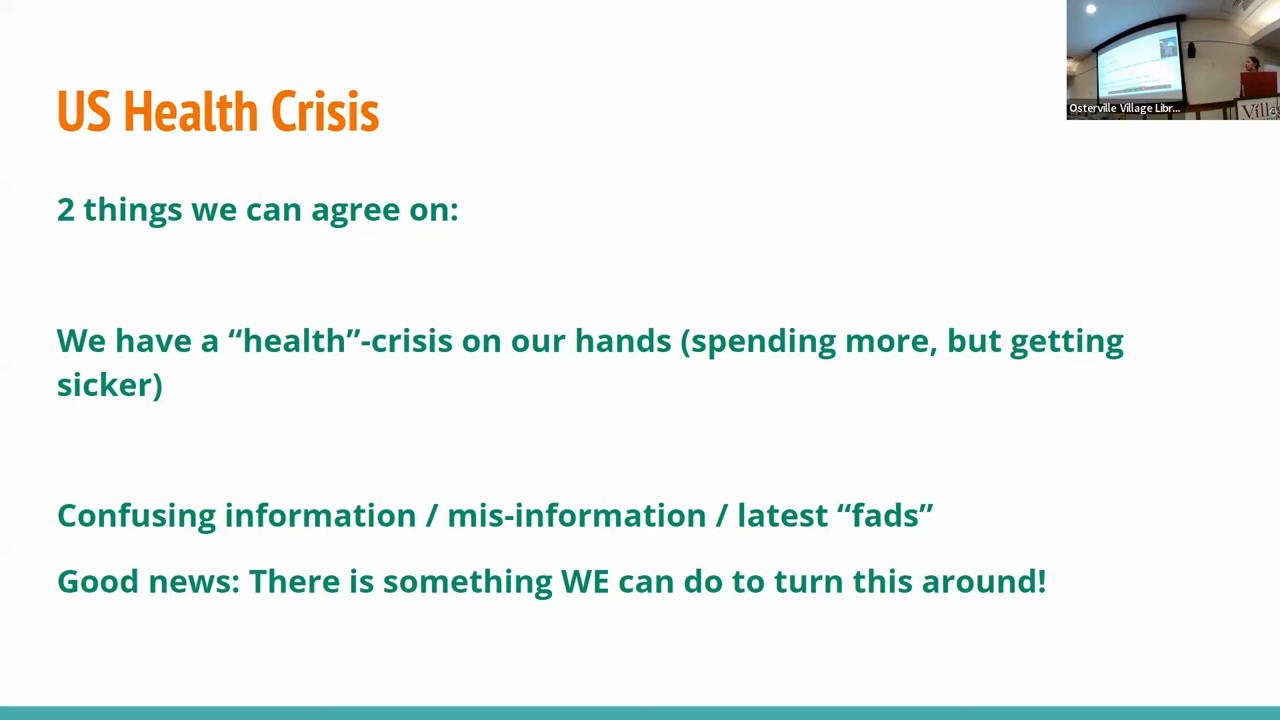 US Health Crisis
2 things we can agree on:
We have a “health”-crisis on our hands (spending more, but getting
sicker)
Confusing information / mis-information / latest “fads”
Good news: There is something WE can do to turn this around!
Osterville Village Libr...